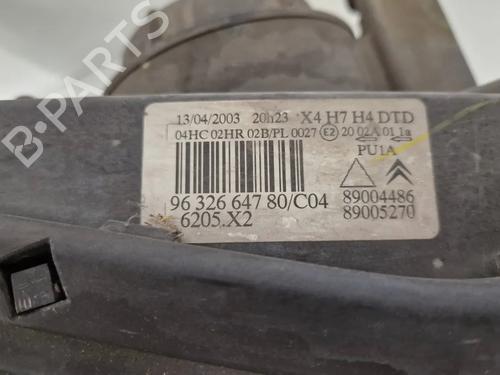 13/04/2003 20h23 X4 H7 H4 DTD
04HC 02HR 02B/PL 0027 E2 20 02A 01 1a
PU1A
96 326 647 80/C04
89004486
6205.X2
89005270
B-PARTS